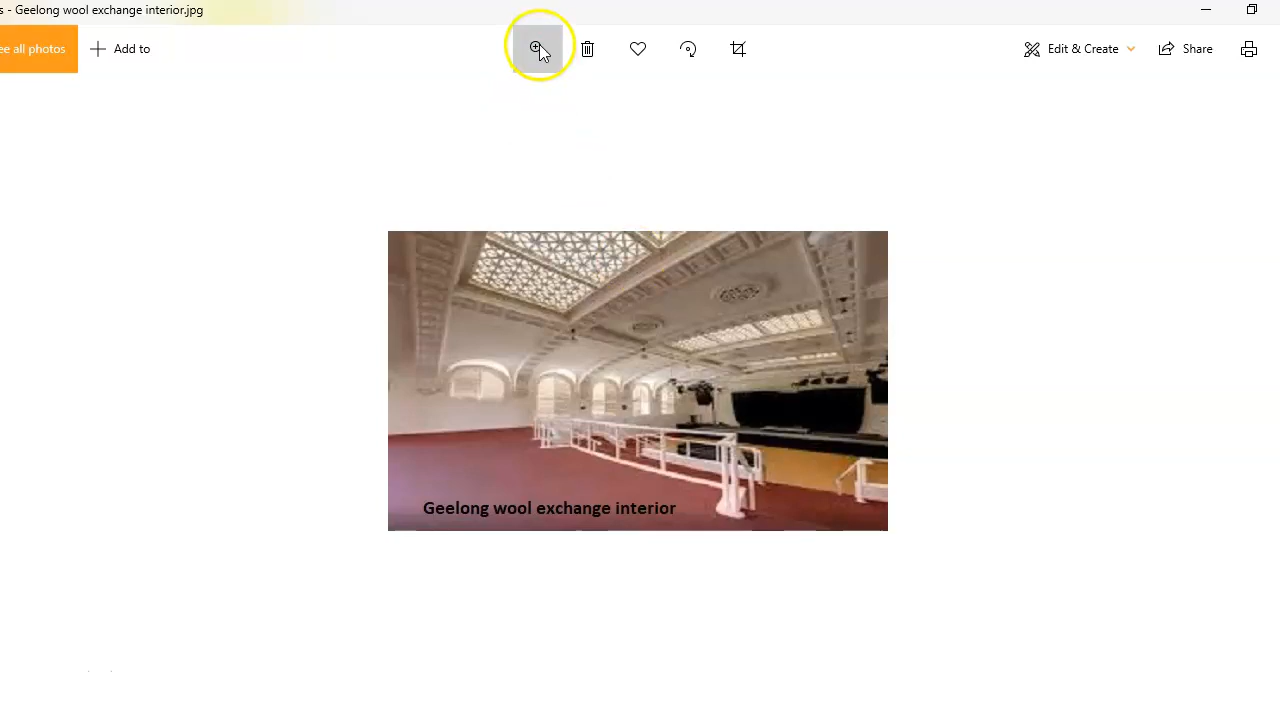 s - Geelong wool exchange interior.jpg
ee all photos
Add to
Edit & Create
Share
Geelong wool exchange interior